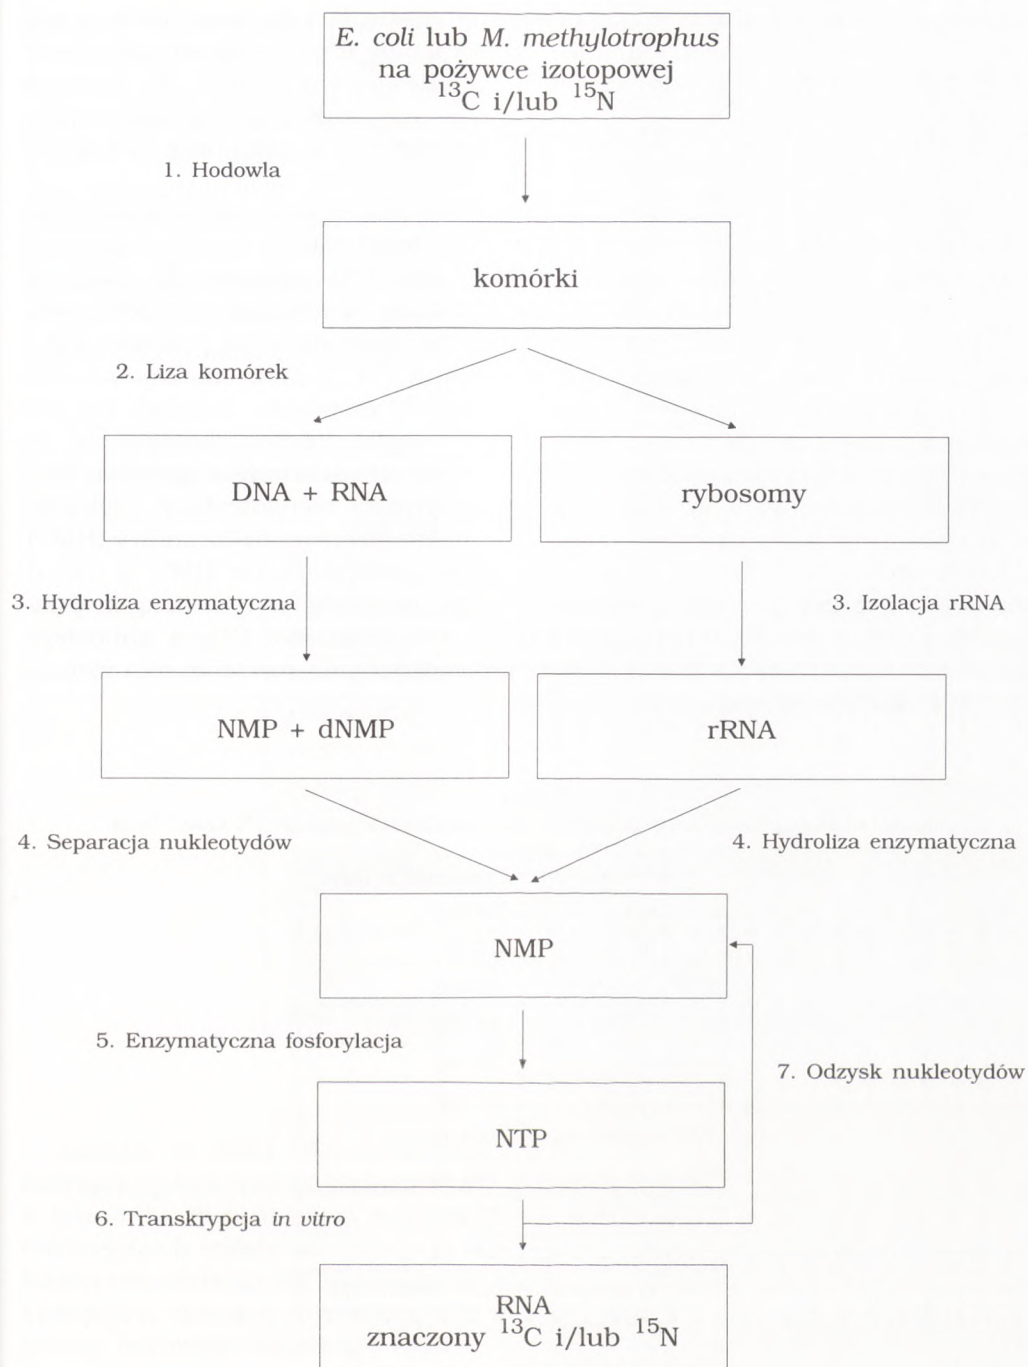 E. coli lub M. methylotrophus
na pożywce izotopowej
¹³C i/lub ¹⁵N
1. Hodowla
komórki
2. Liza komórek
DNA + RNA
rybosomy
3. Hydroliza enzymatyczna
3. Izolacja rRNA
NMP + dNMP
rRNA
4. Separacja nukleotydów
4. Hydroliza enzymatyczna
NMP
5. Enzymatyczna fosforylacja
7. Odzysk nukleotydów
NTP
6. Transkrypcja in vitro
RNA
znaczony ¹³C i/lub ¹⁵N